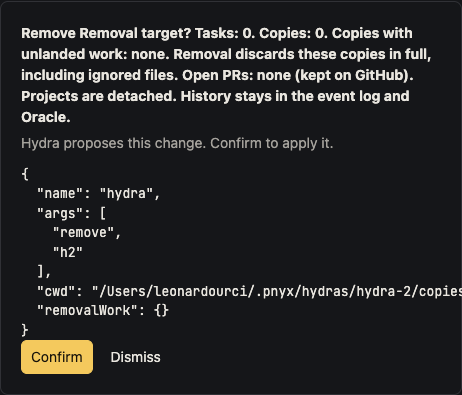 Remove Removal target? Tasks: 0. Copies: 0. Copies with
unlanded work: none. Removal discards these copies in full,
including ignored files. Open PRs: none (kept on GitHub).
Projects are detached. History stays in the event log and
Oracle.
Hydra proposes this change. Confirm to apply it.
{
  "name": "hydra",
  "args": [
    "remove",
    "h2"
  ],
  "cwd": "/Users/leonardourci/.pnyx/hydras/hydra-2/copies
  "removalWork": {}
}
Confirm
Dismiss